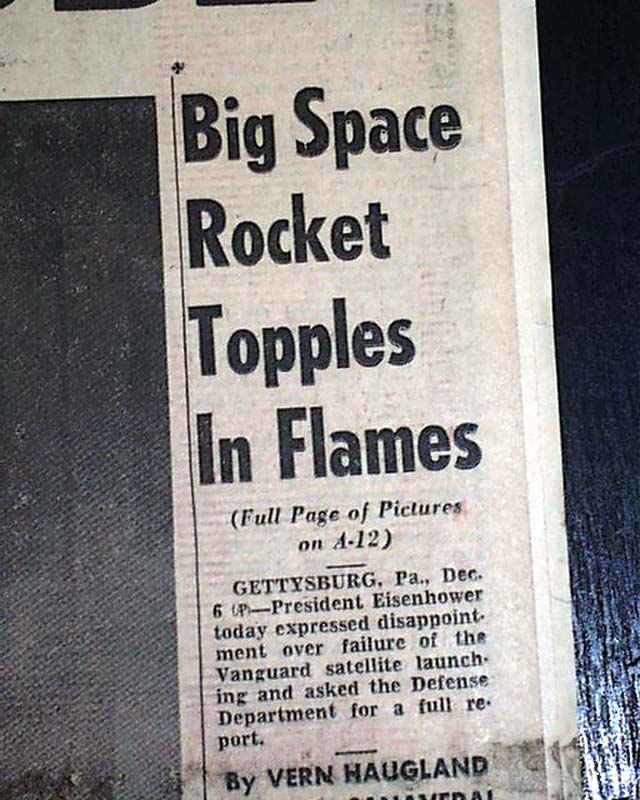 Big Space
Rocket
Topples
In Flames
(Full Page of Pictures
on A-12)
GETTYSBURG, Pa., Dec.
6 (AP)—President Eisenhower
today expressed disappoint-
ment over failure of the
Vanguard satellite launch-
ing and asked the Defense
Department for a full re-
port.
By VERN HAUGLAND
CANAVERAL